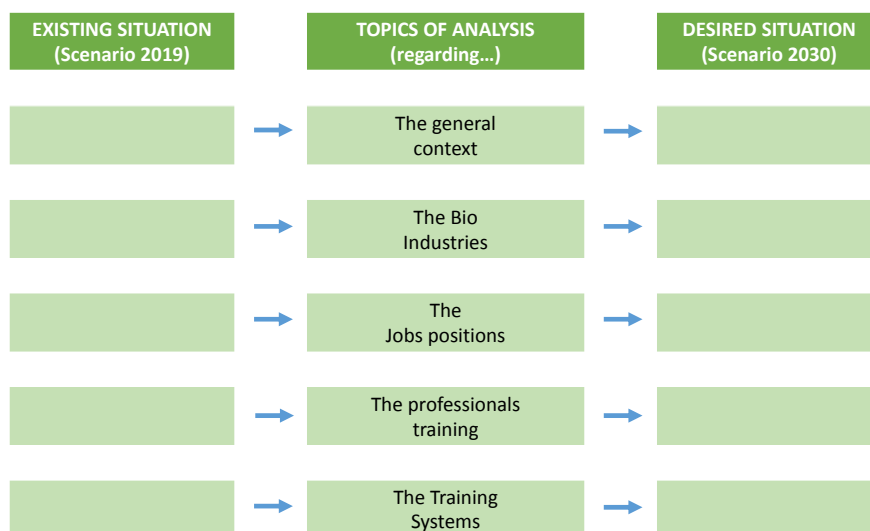 EXISTING SITUATION
(Scenario 2019)
TOPICS OF ANALYSIS
(regarding...)
DESIRED SITUATION
(Scenario 2030)
The general
context
The Bio
Industries
The
Jobs positions
The professionals
training
The Training
Systems